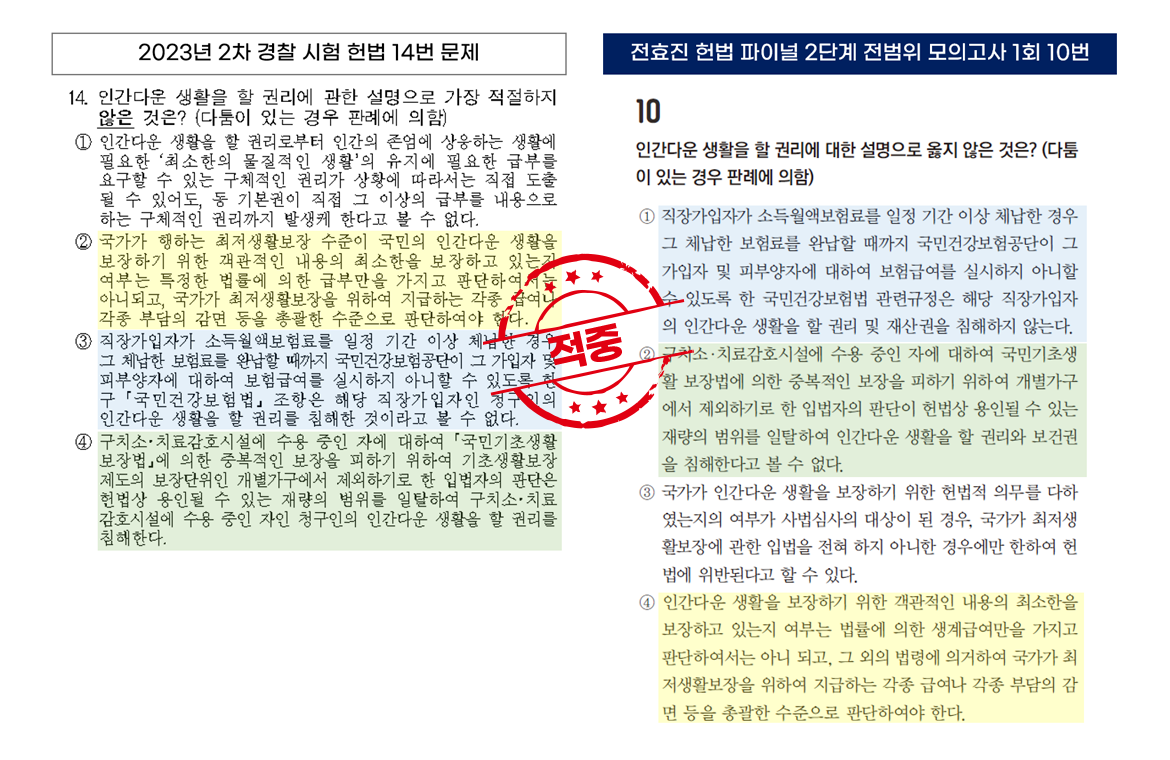 2023년 2차 경찰 시험 헌법 14번 문제
14. 인간다운 생활을 할 권리에 관한 설명으로 가장 적절하지
않은 것은? (다툼이 있는 경우 판례에 의함)
① 인간다운 생활을 할 권리로부터 인간의 존엄에 상응하는 생활에
필요한 '최소한의 물질적인 생활'의 유지에 필요한 급부를
요구할 수 있는 구체적인 권리가 상황에 따라서는 직접 도출
될 수 있어도, 동 기본권이 직접 그 이상의 급부를 내용으로
하는 구체적인 권리까지 발생케 한다고 볼 수 없다.
② 국가가 행하는 최저생활보장 수준이 국민의 인간다운 생활을
보장하기 위한 객관적인 내용의 최소한을 보장하고 있는지
여부는 특정한 법률에 의한 급부만을 가지고 판단하여서는
아니되고, 국가가 최저생활보장을 위하여 지급하는 각종 급여나
각종 부담의 감면 등을 총괄한 수준으로 판단하여야 한다.
③ 직장가입자가 소득월액보험료를 일정 기간 이상 체납한 경우
그 체납한 보험료를 완납할 때까지 국민건강보험공단이 그 가입자 및
피부양자에 대하여 보험급여를 실시하지 아니할 수 있도록 한
구「국민건강보험법」 조항은 해당 직장가입자인 청구인의
인간다운 생활을 할 권리를 침해한 것이라고 볼 수 없다.
④ 구치소·치료감호시설에 수용 중인 자에 대하여「국민기초생활
보장법」에 의한 중복적인 보장을 피하기 위하여 기초생활보장
제도의 보장단위인 개별가구에서 제외하기로 한 입법자의 판단은
헌법상 용인될 수 있는 재량의 범위를 일탈하여 구치소·치료
감호시설에 수용 중인 자인 청구인의 인간다운 생활을 할 권리를
침해한다.
적중
전효진 헌법 파이널 2단계 전범위 모의고사 1회 10번
10
인간다운 생활을 할 권리에 대한 설명으로 옳지 않은 것은? (다툼
이 있는 경우 판례에 의함)
① 직장가입자가 소득월액보험료를 일정 기간 이상 체납한 경우
그 체납한 보험료를 완납할 때까지 국민건강보험공단이 그
가입자 및 피부양자에 대하여 보험급여를 실시하지 아니할
수 있도록 한 국민건강보험법 관련규정은 해당 직장가입자
의 인간다운 생활을 할 권리 및 재산권을 침해하지 않는다.
② 구치소·치료감호시설에 수용 중인 자에 대하여 국민기초생
활 보장법에 의한 중복적인 보장을 피하기 위하여 개별가구
에서 제외하기로 한 입법자의 판단이 헌법상 용인될 수 있는
재량의 범위를 일탈하여 인간다운 생활을 할 권리와 보건권
을 침해한다고 볼 수 없다.
③ 국가가 인간다운 생활을 보장하기 위한 헌법적 의무를 다하
였는지의 여부가 사법심사의 대상이 된 경우, 국가가 최저생
활보장에 관한 입법을 전혀 하지 아니한 경우에만 한하여 헌
법에 위반된다고 할 수 있다.
④ 인간다운 생활을 보장하기 위한 객관적인 내용의 최소한을
보장하고 있는지 여부는 법률에 의한 생계급여만을 가지고
판단하여서는 아니 되고, 그 외의 법령에 의거하여 국가가 최
저생활보장을 위하여 지급하는 각종 급여나 각종 부담의 감
면 등을 총괄한 수준으로 판단하여야 한다.